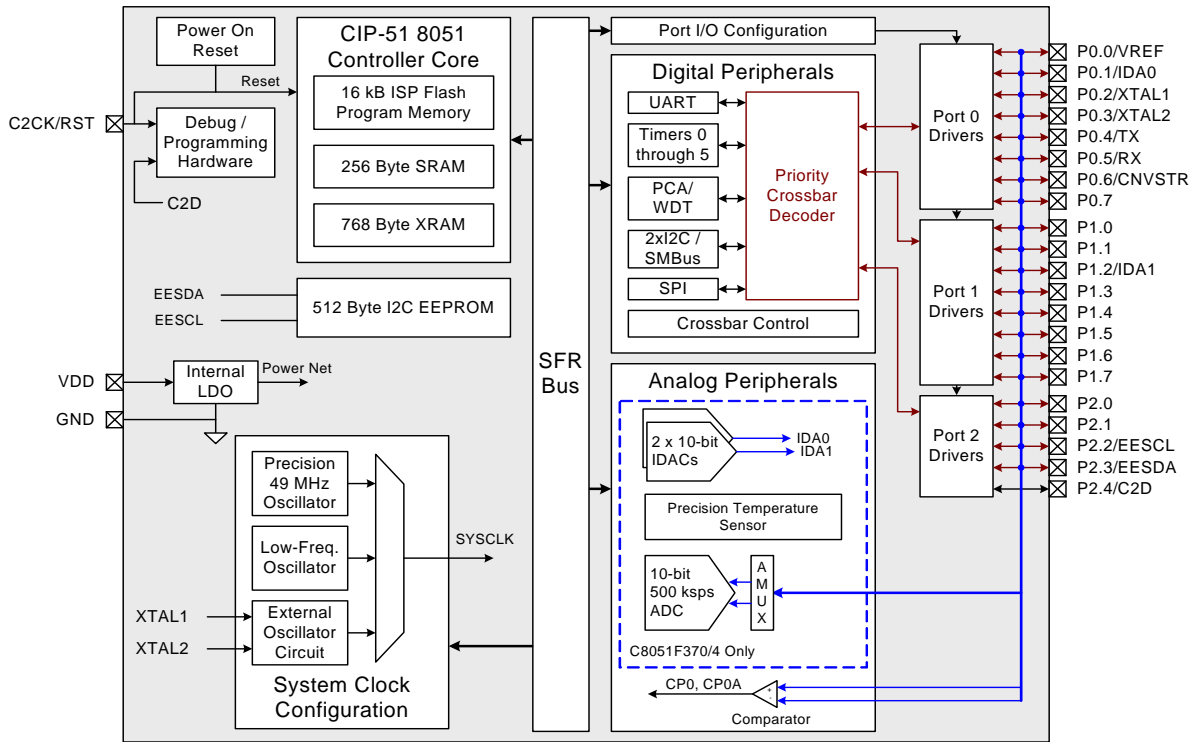 Power On
Reset
Reset
C2CK/RST
Debug /
Programming
Hardware
C2D
CIP-51 8051
Controller Core
16 kB ISP Flash
Program Memory
256 Byte SRAM
768 Byte XRAM
EESDA
EESCL
512 Byte I2C EEPROM
VDD
GND
Internal
LDO
Power Net
Precision
49 MHz
Oscillator
Low-Freq.
Oscillator
XTAL1
XTAL2
External
Oscillator
Circuit
SYSCLK
System Clock
Configuration
SFR
Bus
Port I/O Configuration
Digital Peripherals
UART
Timers 0
through 5
PCA/
WDT
2xI2C /
SMBus
SPI
Priority
Crossbar
Decoder
Crossbar Control
Analog Peripherals
2 x 10-bit
IDACs
IDA0
IDA1
Precision Temperature
Sensor
10-bit
500 ksps
ADC
A
M
U
X
C8051F370/4 Only
CP0, CP0A
+
-
Comparator
Port 0
Drivers
Port 1
Drivers
Port 2
Drivers
P0.0/VREF
P0.1/IDA0
P0.2/XTAL1
P0.3/XTAL2
P0.4/TX
P0.5/RX
P0.6/CNVSTR
P0.7
P1.0
P1.1
P1.2/IDA1
P1.3
P1.4
P1.5
P1.6
P1.7
P2.0
P2.1
P2.2/EESCL
P2.3/EESDA
P2.4/C2D